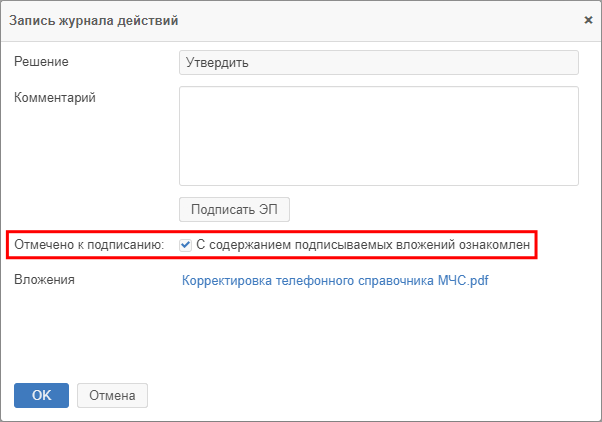 Запись журнала действий ×
Решение Утвердить
Комментарий
Подписать ЭП
Отмечено к подписанию: С содержанием подписываемых вложений ознакомлен
Вложения Корректировка телефонного справочника МЧС.pdf
OK Отмена